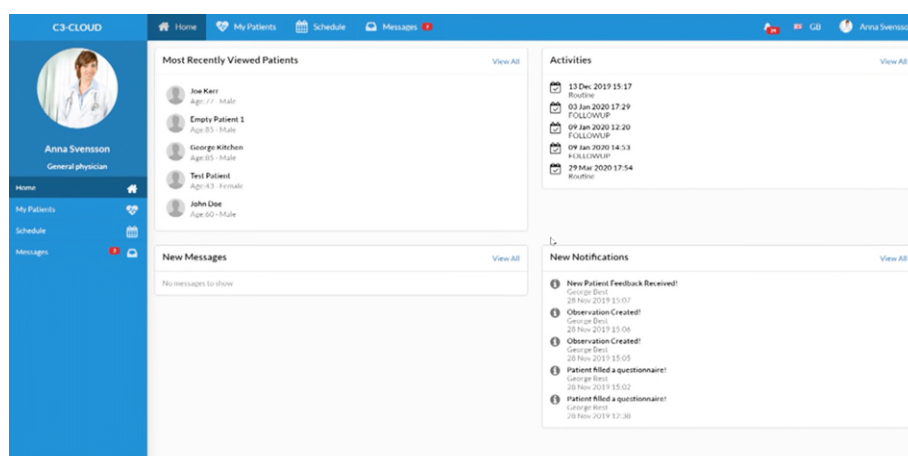 C3-CLOUD
Home
My Patients
Schedule
Messages
GB
Anna Svensso
Anna Svensson
General physician
Home
My Patients
Schedule
Messages
Most Recently Viewed Patients
View All
Joe Kerr
Age:77 - Male
Empty Patient 1
Age:85 - Male
George Kitchen
Age:85 - Male
Test Patient
Age:43 - Female
John Doe
Age:60 - Male
New Messages
View All
No messages to show
Activities
View All
13 Dec 2019 15:17
Routine
03 Jan 2020 17:29
FOLLOWUP
09 Jan 2020 12:20
FOLLOWUP
09 Jan 2020 14:53
FOLLOWUP
29 Mar 2020 17:54
Routine
New Notifications
View All
New Patient Feedback Received!
George Best
28 Nov 2019 15:07
Observation Created!
George Best
28 Nov 2019 15:06
Observation Created!
George Best
28 Nov 2019 15:05
Patient filled a questionnaire!
George Best
28 Nov 2019 15:02
Patient filled a questionnaire!
George Best
28 Nov 2019 12:38